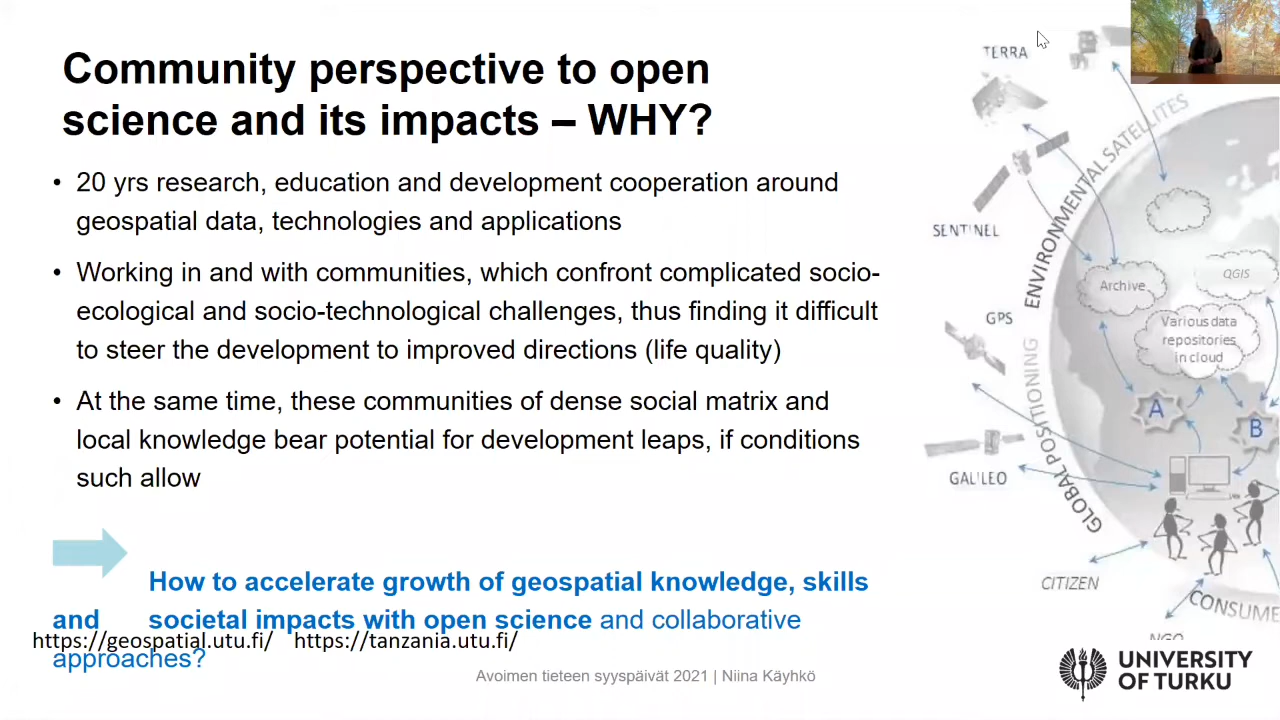 Community perspective to open
science and its impacts – WHY?
• 20 yrs research, education and development cooperation around
geospatial data, technologies and applications
• Working in and with communities, which confront complicated socio-
ecological and socio-technological challenges, thus finding it difficult
to steer the development to improved directions (life quality)
• At the same time, these communities of dense social matrix and
local knowledge bear potential for development leaps, if conditions
such allow
How to accelerate growth of geospatial knowledge, skills
and societal impacts with open science and collaborative
approaches?
https://geospatial.utu.fi/ https://tanzania.utu.fi/
Avoimen tieteen syyspäivät 2021 | Niina Käyhkö
UNIVERSITY
OF TURKU
TERRA
SENTINEL
GPS
GALILEO
ENVIRONMENTAL SATELLITES
GLOBAL POSITIONING
Archive
QGIS
Various data
repositories
in cloud
A
B
CITIZEN
CONSUME
NGO